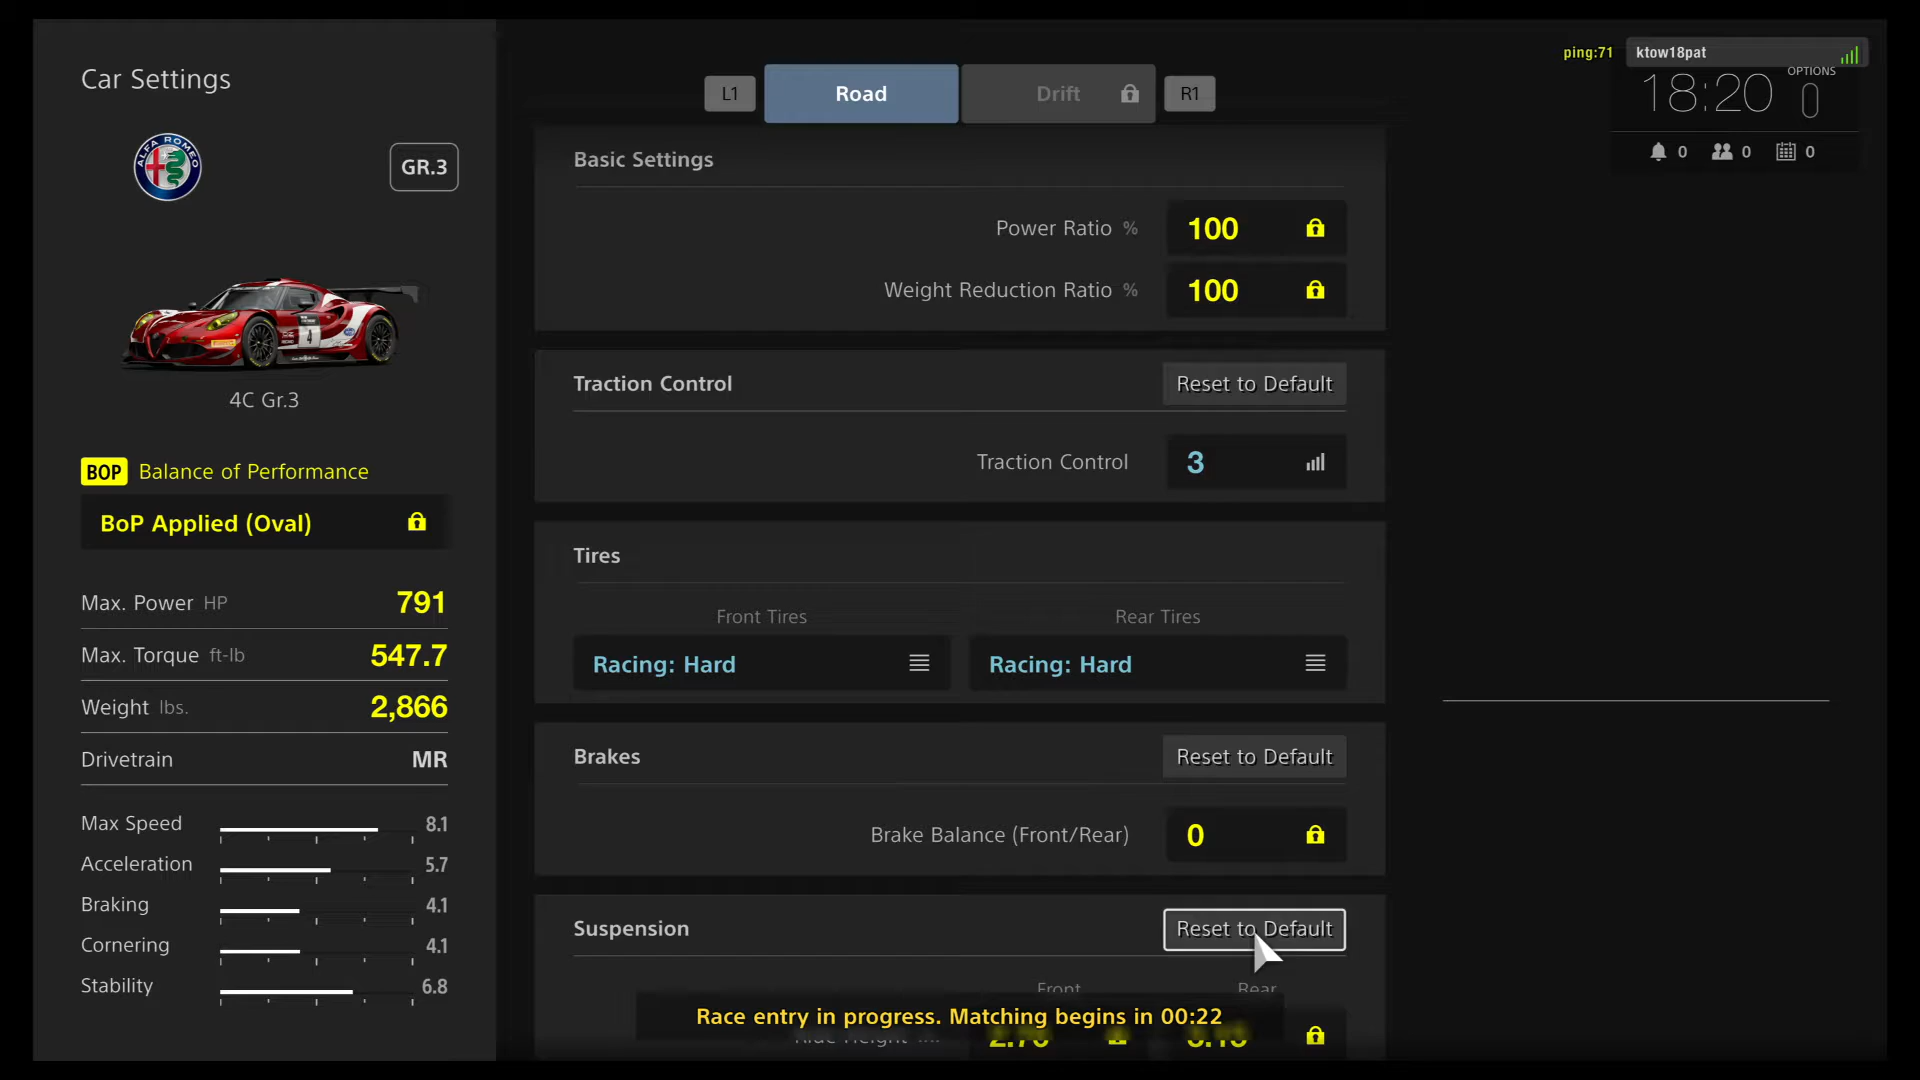 Car Settings
L1
Road
Drift
R1
ping:71
ktow18pat
OPTIONS
18:20
0
0
0
ALFA ROMEO
GR.3
4
4C Gr.3
BOP Balance of Performance
BoP Applied (Oval)
Max. Power HP 791
Max. Torque ft-lb 547.7
Weight lbs. 2,866
Drivetrain MR
Max Speed 8.1
Acceleration 5.7
Braking 4.1
Cornering 4.1
Stability 6.8
Basic Settings
Power Ratio % 100
Weight Reduction Ratio % 100
Traction Control Reset to Default
Traction Control 3
Tires
Front Tires Rear Tires
Racing: Hard Racing: Hard
Brakes Reset to Default
Brake Balance (Front/Rear) 0
Suspension Reset to Default
Front Rear
Race entry in progress. Matching begins in 00:22
Ride Height